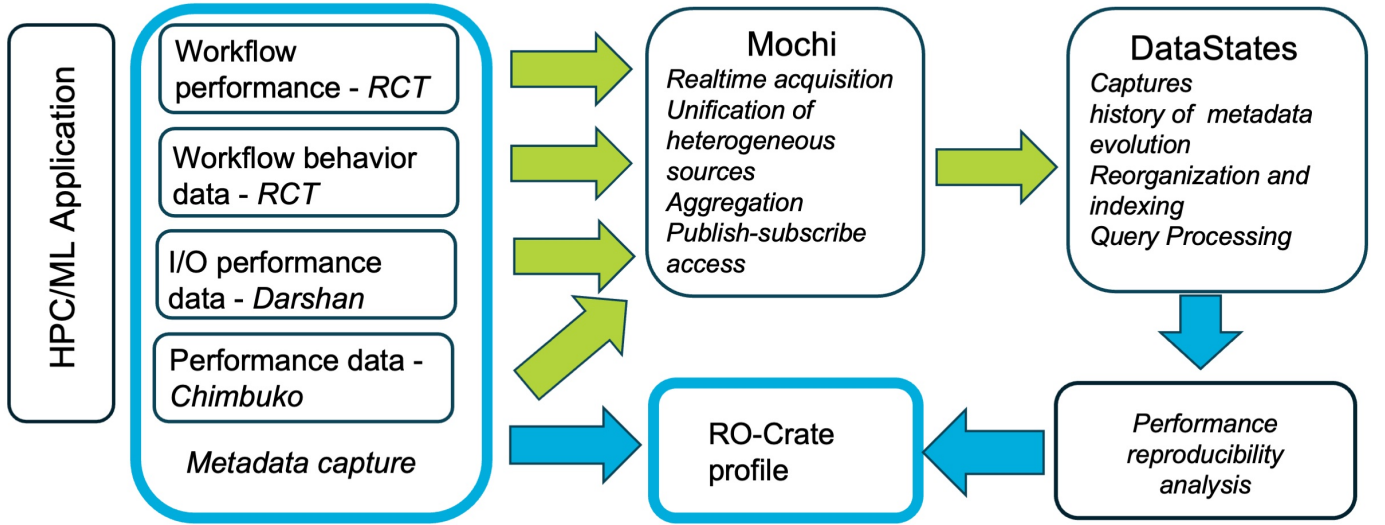 HPC/ML Application
Workflow
performance - RCT
Workflow behavior
data - RCT
I/O performance
data - Darshan
Performance data -
Chimbuko
Metadata capture
Mochi
Realtime acquisition
Unification of
heterogeneous
sources
Aggregation
Publish-subscribe
access
DataStates
Captures
history of metadata
evolution
Reorganization and
indexing
Query Processing
RO-Crate
profile
Performance
reproducibility
analysis